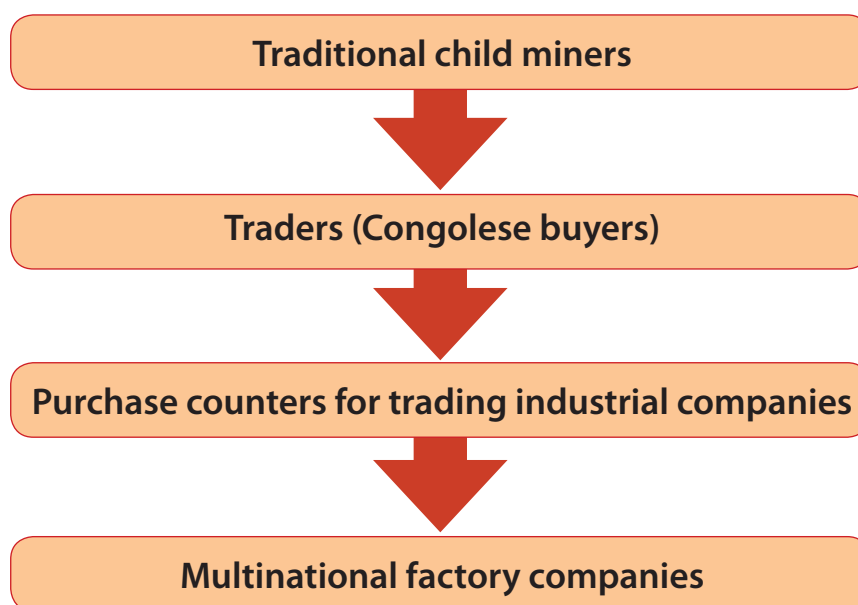 Traditional child miners
Traders (Congolese buyers)
Purchase counters for trading industrial companies
Multinational factory companies